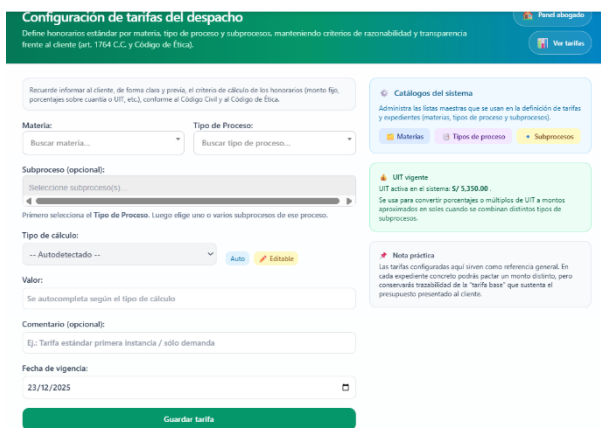 Configuración de tarifas del despacho
Define honorarios estándar por materia, tipo de proceso y subprocesos, manteniendo criterios de razonabilidad y transparencia
frente al cliente (art. 1764 C.C. y Código de Ética).
Panel abogado
Ver tarifas
Recuerde informar al cliente, de forma clara y previa, el criterio de cálculo de los honorarios (monto fijo,
porcentajes sobre cuantía o UIT, etc.), conforme al Código Civil y al Código de Ética.
Materia:
Tipo de Proceso:
Buscar materia...
Buscar tipo de proceso...
Subproceso (opcional):
Seleccione subproceso(s)...
Primero selecciona el Tipo de Proceso. Luego elige uno o varios subprocesos de ese proceso.
Tipo de cálculo:
-- Autodetectado --
Auto
Editable
Valor:
Se autocompleta según el tipo de cálculo
Comentario (opcional):
Ej.: Tarifa estándar primera instancia / sólo demanda
Fecha de vigencia:
23/12/2025
Guardar tarifa
Catálogos del sistema
Administra las listas maestras que se usan en la definición de tarifas
y expedientes (materias, tipos de proceso y subprocesos).
Materias
Tipos de proceso
Subprocesos
UIT vigente
UIT activa en el sistema: S/ 5,350.00 .
Se usa para convertir porcentajes o múltiplos de UIT a montos
aproximados en soles cuando se combinan distintos tipos de
subprocesos.
Nota práctica
Las tarifas configuradas aquí sirven como referencia general. En
cada expediente concreto podrás pactar un monto distinto, pero
conservarás trazabilidad de la "tarifa base" que sustenta el
presupuesto presentado al cliente.